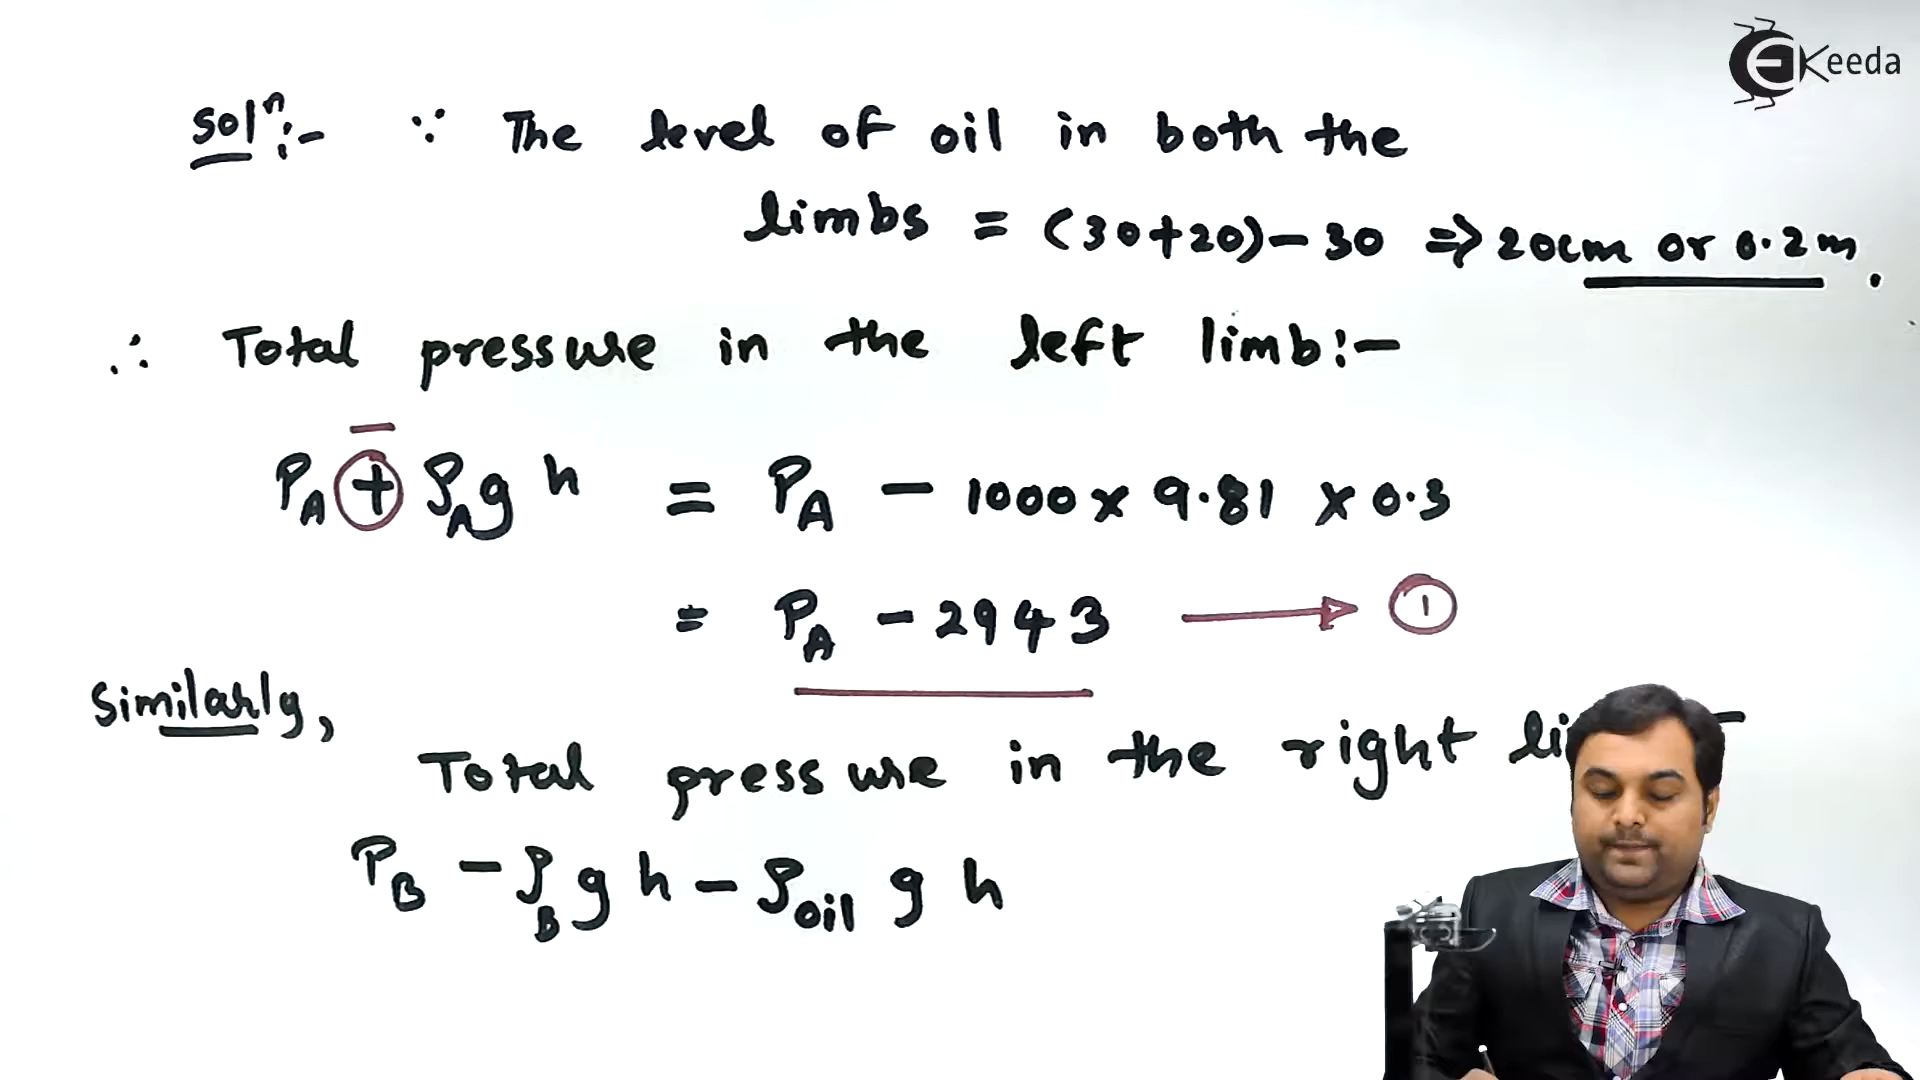 Keeda
Solⁿ:- ∵ The level of oil in both the
limbs = (30+20)-30 => 20cm or 0.2m.
∴ Total pressure in the left limb:-
P_A + ρ_A g h = P_A - 1000 x 9.81 x 0.3
= P_A - 2943 → ①
Similarly,
Total pressure in the right li
P_B - ρ_B g h - ρ_oil g h